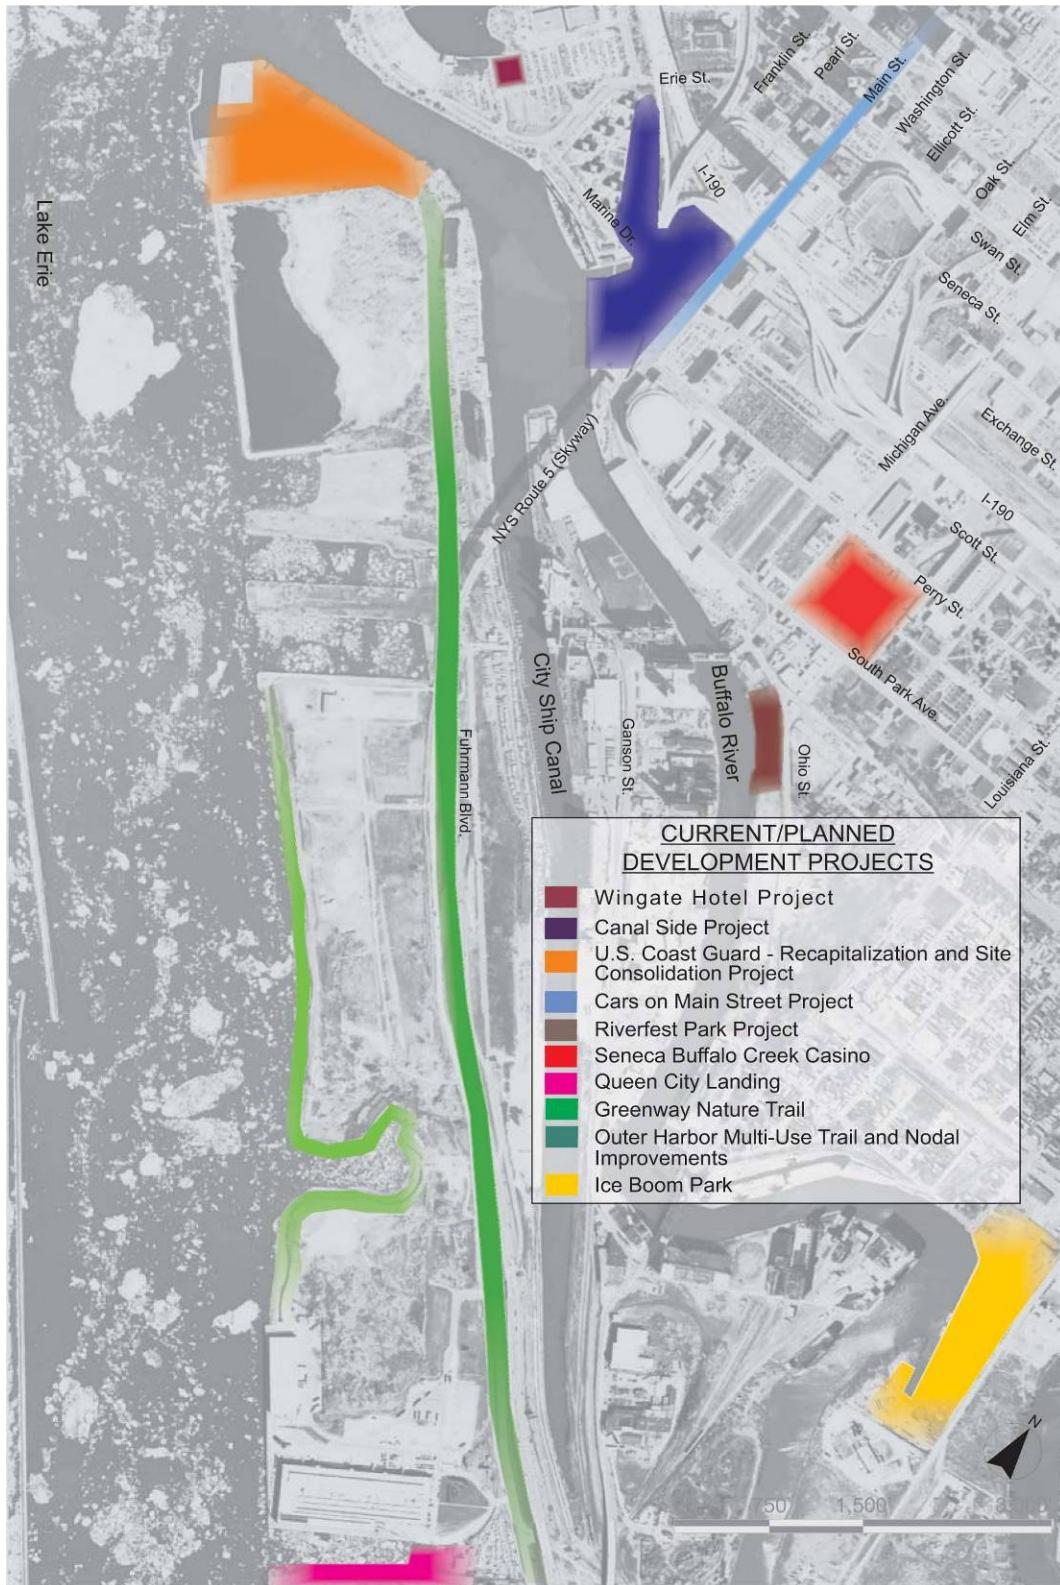 Erie St.
Franklin St.
Pearl St.
Main St.
Washington St.
Ellicott St.
Oak St.
Elm St.
Swan St.
Seneca St.
I-190
Marine Dr.
Lake Erie
Michigan Ave.
Exchange St.
I-190
Scott St.
Perry St.
South Park Ave.
Louisiana St.
NYS Route 5 (Skyway)
City Ship Canal
Ganson St.
Buffalo River
Ohio St.
Fuhrmann Blvd.
CURRENT/PLANNED
DEVELOPMENT PROJECTS
Wingate Hotel Project
Canal Side Project
U.S. Coast Guard - Recapitalization and Site
Consolidation Project
Cars on Main Street Project
Riverfest Park Project
Seneca Buffalo Creek Casino
Queen City Landing
Greenway Nature Trail
Outer Harbor Multi-Use Trail and Nodal
Improvements
Ice Boom Park
N
750
1,500